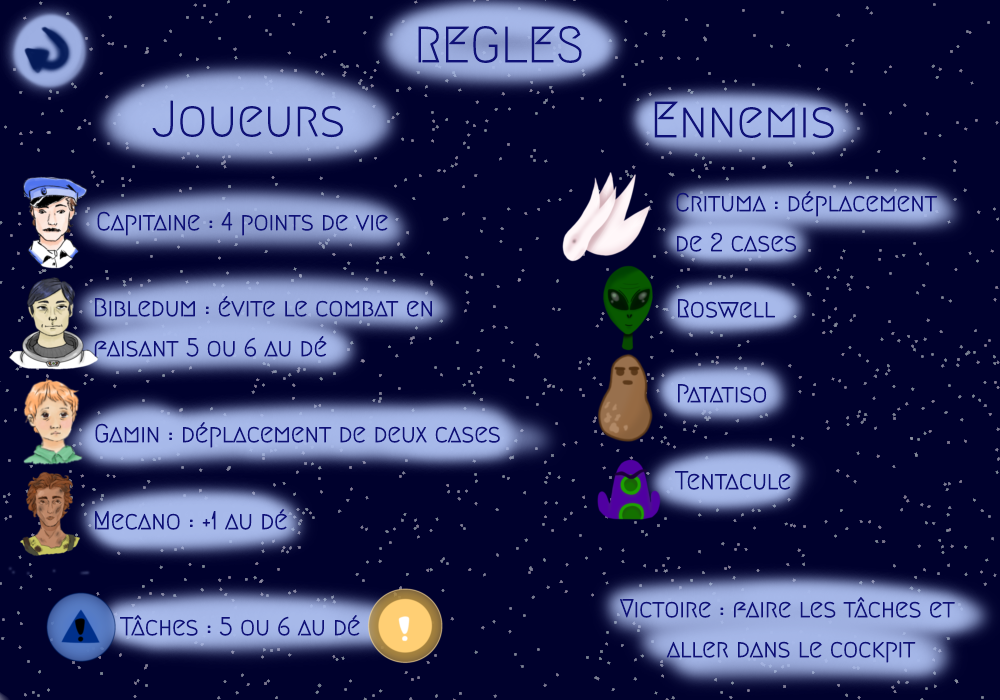 REGLES
JOUEURS
CAPITAINE : 4 POINTS DE VIE
BIBLEDUM : ÉVITE LE COMBAT EN
FAISANT 5 OU 6 AU DÉ
GAMIN : DÉPLACEMENT DE DEUX CASES
MECANO : +1 AU DÉ
! TÂCHES : 5 OU 6 AU DÉ !
ENNEMIS
CRITUMA : DÉPLACEMENT
DE 2 CASES
ROSWELL
PATATISO
TENTACULE
VICTOIRE : FAIRE LES TÂCHES ET
ALLER DANS LE COCKPIT